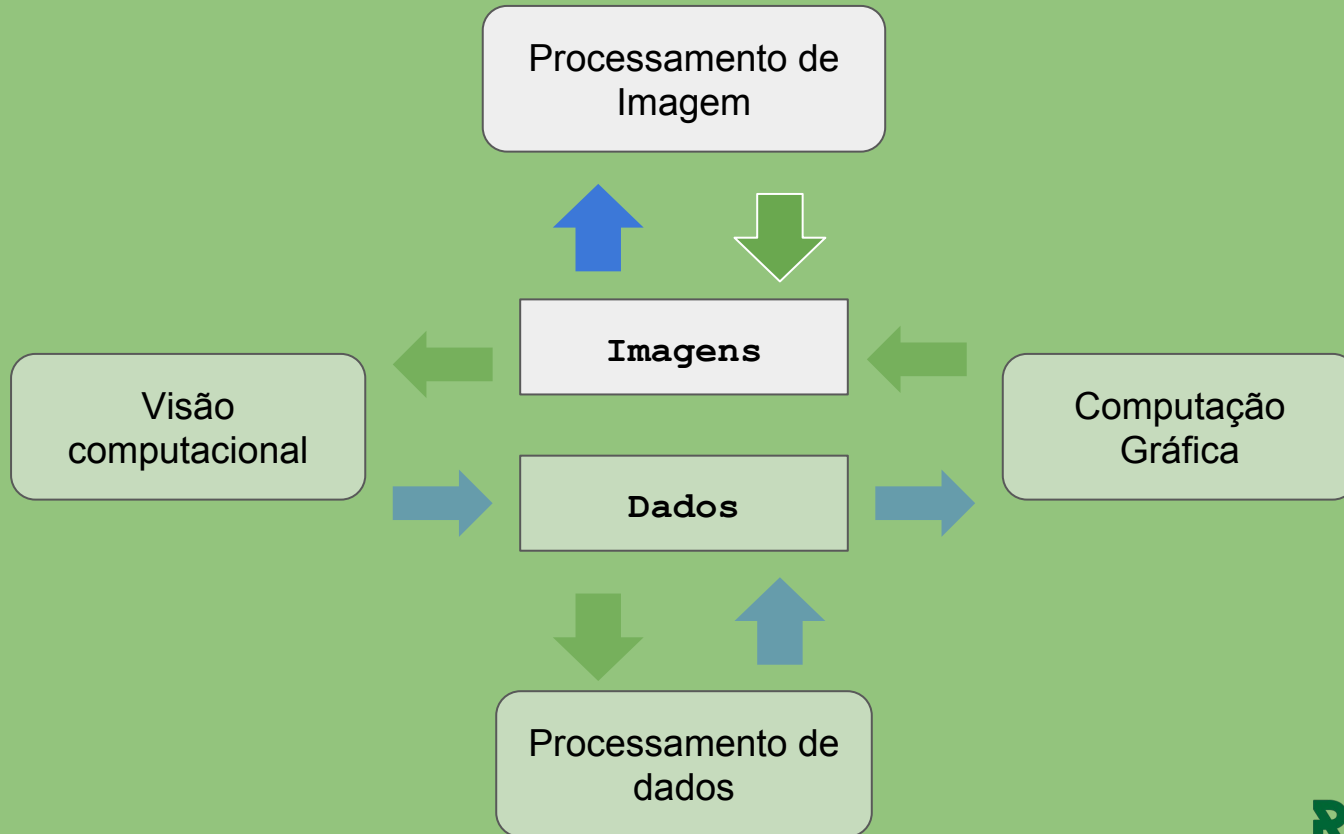 Processamento de
Imagem
Imagens
Visão
computacional
Computação
Gráfica
Dados
Processamento de
dados